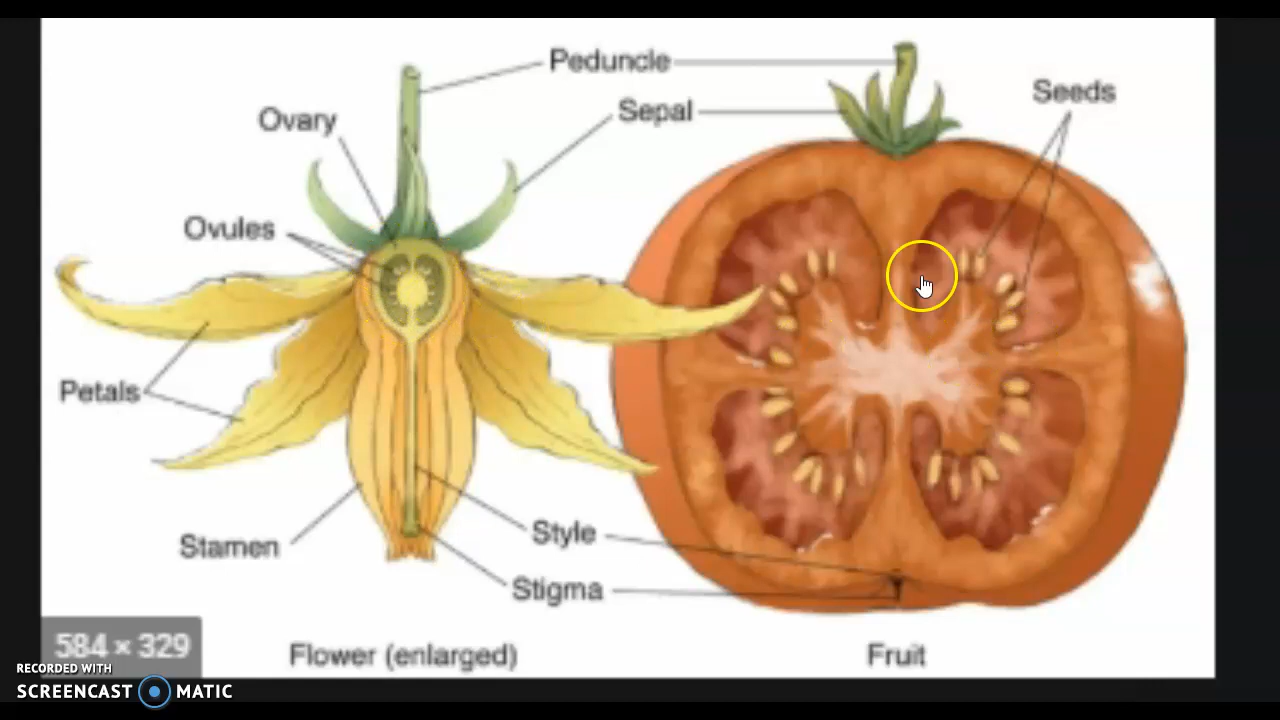 Peduncle
Seeds
Ovary
Sepal
Ovules
Petals
Style
Stamen
Stigma
584 × 329
Flower (enlarged)
Fruit
RECORDED WITH
SCREENCAST MATIC